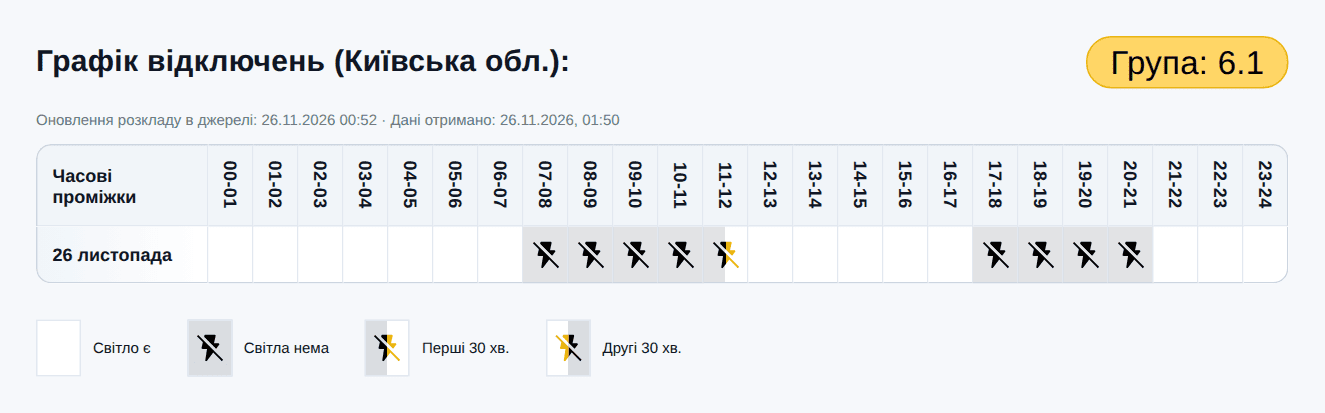 Графік відключень (Київська обл.):
Група: 6.1
Оновлення розкладу в джерелі: 26.11.2026 00:52 · Дані отримано: 26.11.2026, 01:50
Часові
проміжки
00-01
01-02
02-03
03-04
04-05
05-06
06-07
07-08
08-09
09-10
10-11
11-12
12-13
13-14
14-15
15-16
16-17
17-18
18-19
19-20
20-21
21-22
22-23
23-24
26 листопада
Світло є
Світла нема
Перші 30 хв.
Другі 30 хв.